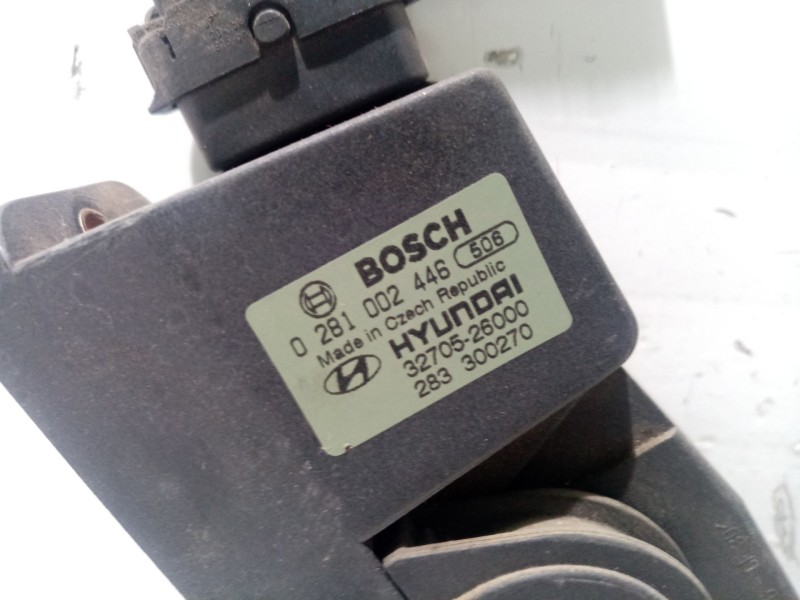 BOSCH
0 281 002 446 506
Made in Czech Republic
HYUNDAI
32705-26000
283 300270